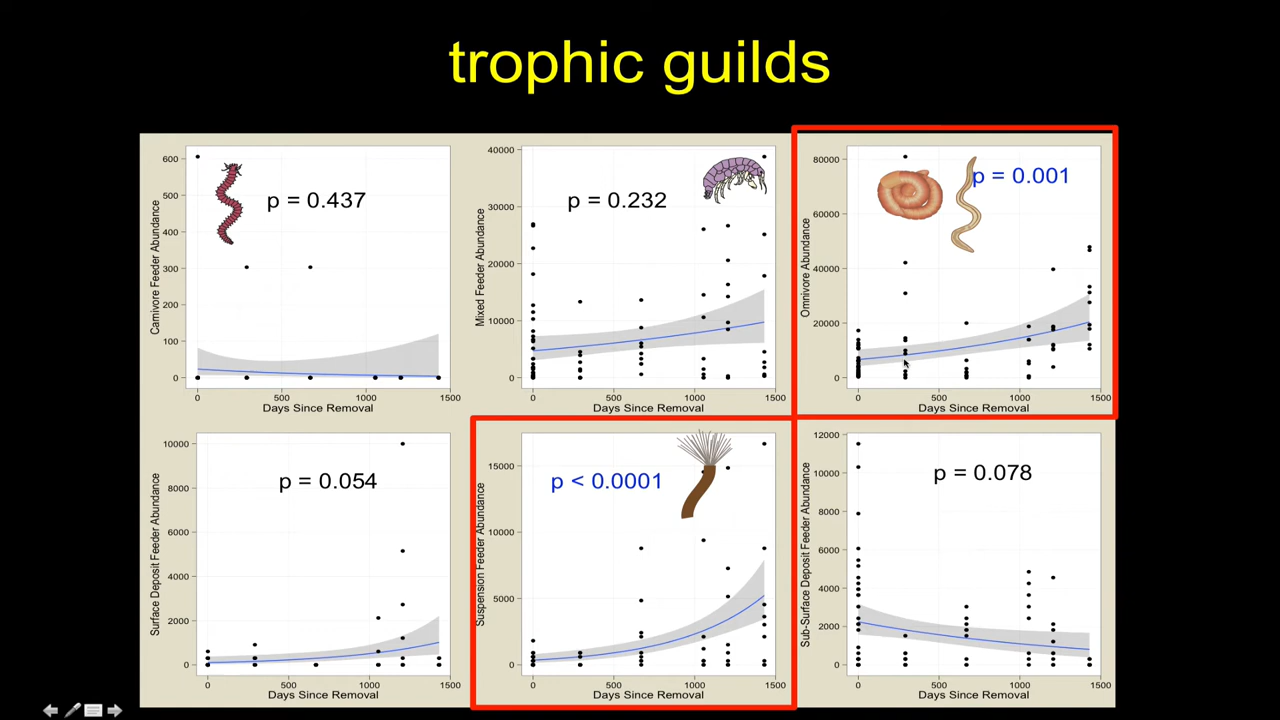 trophic guilds
Carnivore Feeder Abundance
600
500
400
300
200
100
0
p = 0.437
0 500 1000 1500
Days Since Removal
Mixed Feeder Abundance
40000
30000
20000
10000
0
p = 0.232
0 500 1000 1500
Days Since Removal
Omnivore Abundance
80000
60000
40000
20000
0
p = 0.001
0 500 1000 1500
Days Since Removal
Surface Deposit Feeder Abundance
10000
8000
6000
4000
2000
0
p = 0.054
0 500 1000 1500
Days Since Removal
Suspension Feeder Abundance
15000
10000
5000
0
p < 0.0001
0 500 1000 1500
Days Since Removal
Sub-Surface Deposit Feeder Abundance
12000
10000
8000
6000
4000
2000
0
p = 0.078
0 500 1000 1500
Days Since Removal